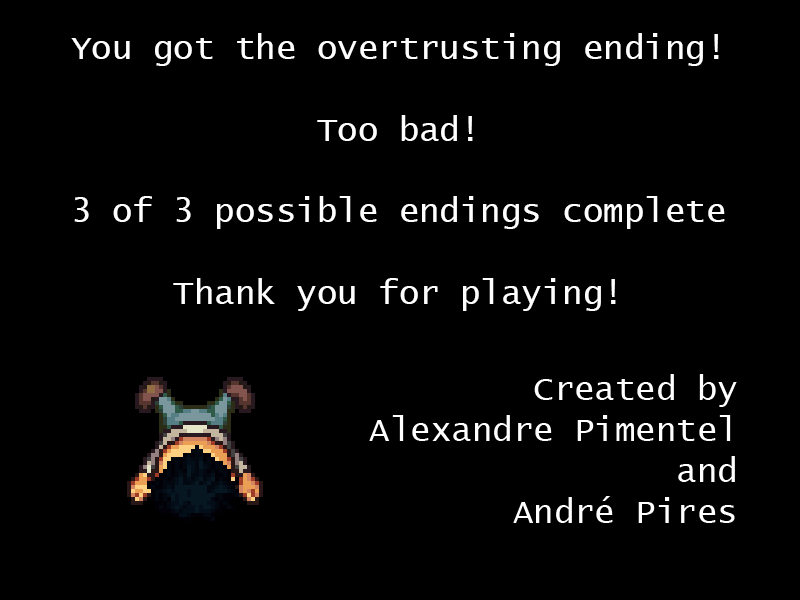 You got the overtrusting ending!
Too bad!
3 of 3 possible endings complete
Thank you for playing!
Created by
Alexandre Pimentel
and
André Pires